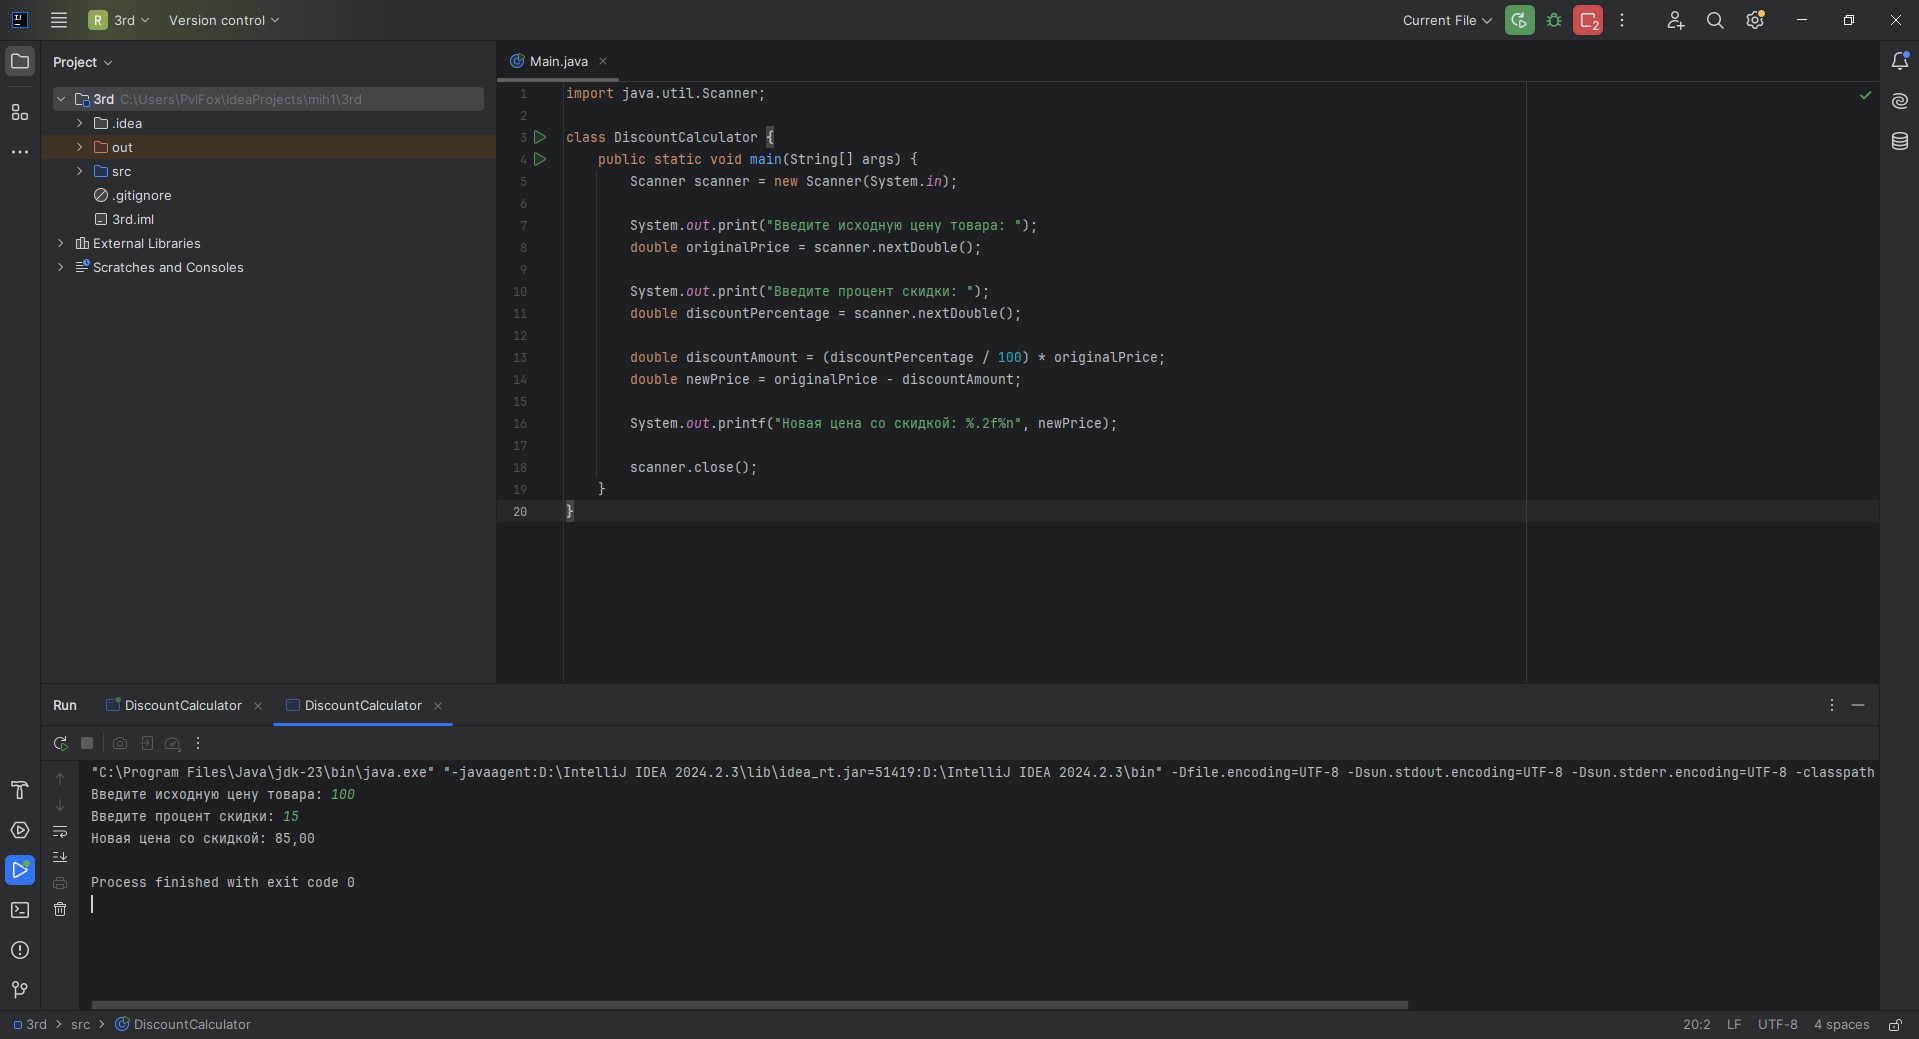 R 3rd Version control Current File 2
Project
3rd C:\Users\PvlFox\IdeaProjects\mih1\3rd
.idea
out
src
.gitignore
3rd.iml
External Libraries
Scratches and Consoles
Main.java
1 import java.util.Scanner;
2
3 class DiscountCalculator {
4 public static void main(String[] args) {
5 Scanner scanner = new Scanner(System.in);
6
7 System.out.print("Введите исходную цену товара: ");
8 double originalPrice = scanner.nextDouble();
9
10 System.out.print("Введите процент скидки: ");
11 double discountPercentage = scanner.nextDouble();
12
13 double discountAmount = (discountPercentage / 100) * originalPrice;
14 double newPrice = originalPrice - discountAmount;
15
16 System.out.printf("Новая цена со скидкой: %.2f%n", newPrice);
17
18 scanner.close();
19 }
20 }
Run DiscountCalculator DiscountCalculator
"C:\Program Files\Java\jdk-23\bin\java.exe" "-javaagent:D:\IntelliJ IDEA 2024.2.3\lib\idea_rt.jar=51419:D:\IntelliJ IDEA 2024.2.3\bin" -Dfile.encoding=UTF-8 -Dsun.stdout.encoding=UTF-8 -Dsun.stderr.encoding=UTF-8 -classpath
Введите исходную цену товара: 100
Введите процент скидки: 15
Новая цена со скидкой: 85,00
Process finished with exit code 0
3rd > src > DiscountCalculator 20:2 LF UTF-8 4 spaces